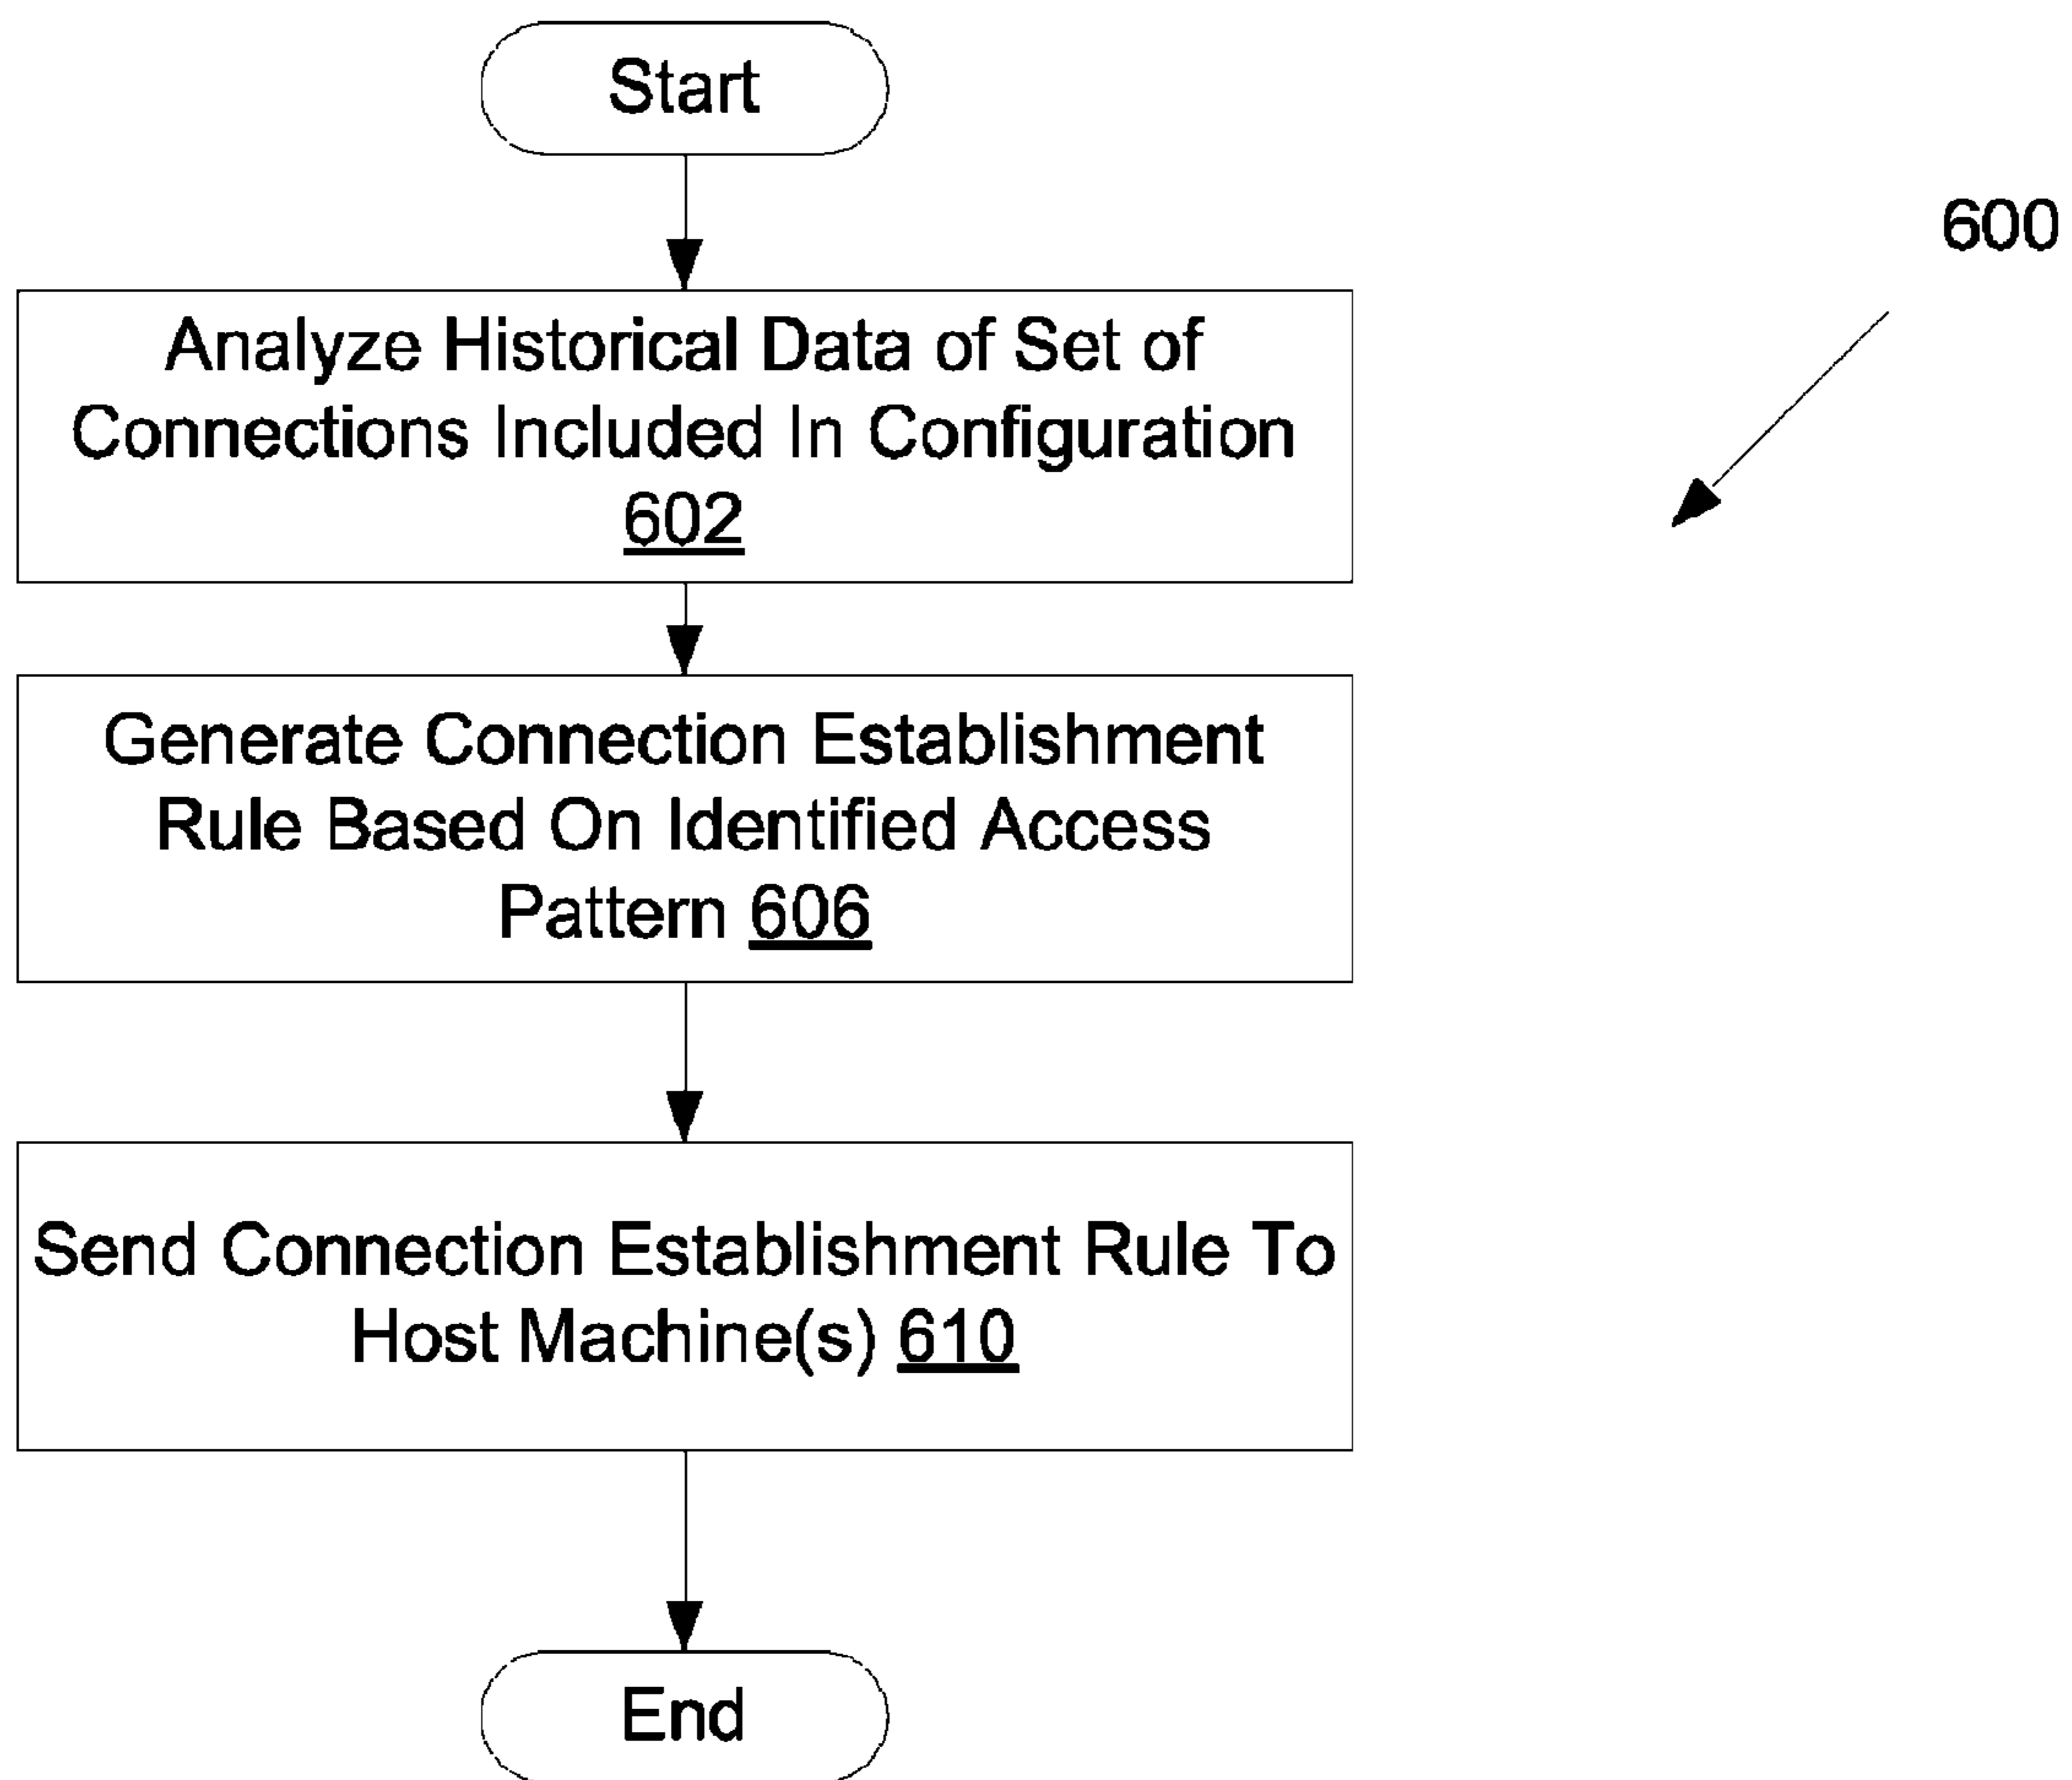 Start
600
Analyze Historical Data of Set of
Connections Included In Configuration
602
Generate Connection Establishment
Rule Based On Identified Access
Pattern 606
Send Connection Establishment Rule To
Host Machine(s) 610
End